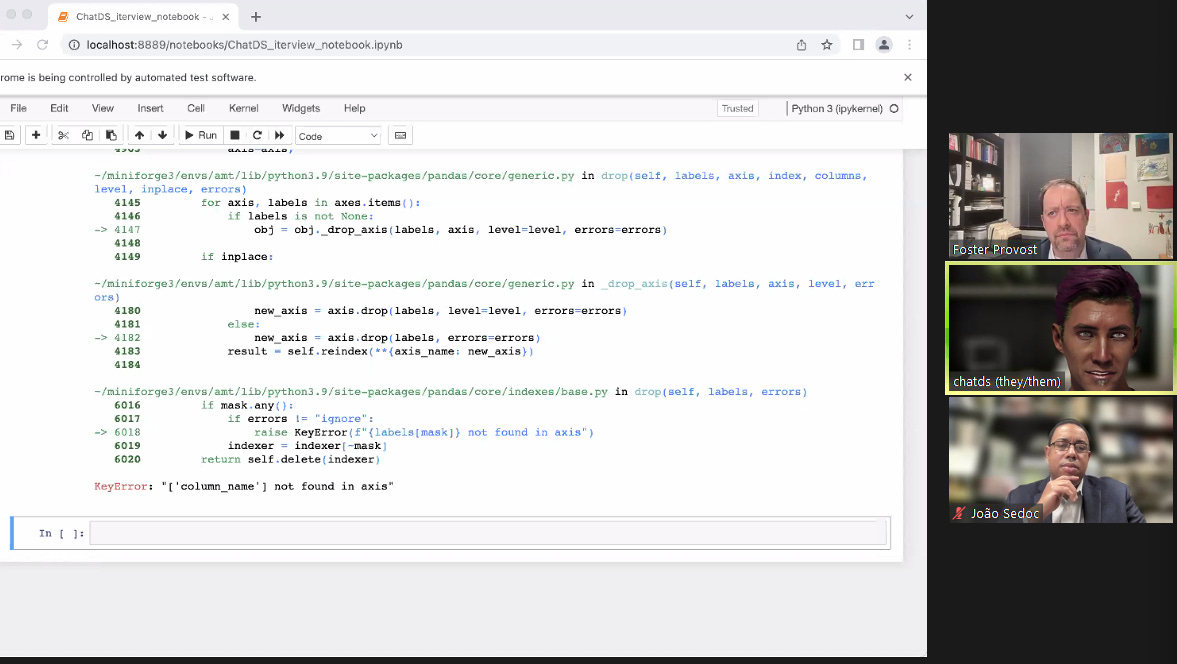 ChatDS_iterview_notebook -
localhost:8889/notebooks/ChatDS_iterview_notebook.ipynb
rome is being controlled by automated test software.
File Edit View Insert Cell Kernel Widgets Help Trusted Python 3 (ipykernel)
Run Code
4963 axis=axis,
~/miniforge3/envs/amt/lib/python3.9/site-packages/pandas/core/generic.py in drop(self, labels, axis, index, columns,
level, inplace, errors)
4145 for axis, labels in axes.items():
4146 if labels is not None:
-> 4147 obj = obj._drop_axis(labels, axis, level=level, errors=errors)
4148
4149 if inplace:
~/miniforge3/envs/amt/lib/python3.9/site-packages/pandas/core/generic.py in _drop_axis(self, labels, axis, level, err
ors)
4180 new_axis = axis.drop(labels, level=level, errors=errors)
4181 else:
-> 4182 new_axis = axis.drop(labels, errors=errors)
4183 result = self.reindex(**{axis_name: new_axis})
4184
~/miniforge3/envs/amt/lib/python3.9/site-packages/pandas/core/indexes/base.py in drop(self, labels, errors)
6016 if mask.any():
6017 if errors != "ignore":
-> 6018 raise KeyError(f"{labels[mask]} not found in axis")
6019 indexer = indexer[~mask]
6020 return self.delete(indexer)
KeyError: "['column_name'] not found in axis"
In [ ]:
Foster Provost
chatds (they/them)
João Sedoc